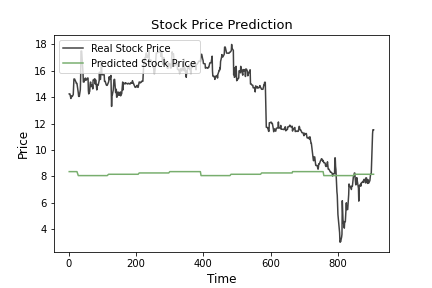 Stock Price Prediction
Real Stock Price
Predicted Stock Price
18
16
14
12
10
8
6
4
Price
0 200 400 600 800
Time